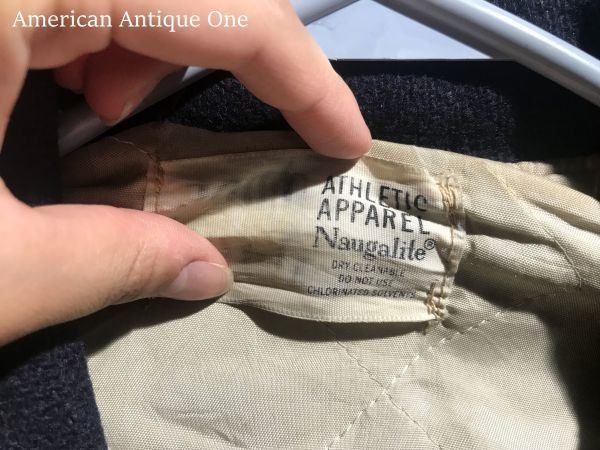 American Antique One
ATHLETIC
APPAREL
Naugalite®
DRY CLEANABLE
DO NOT USE
CHLORINATED SOLVENTS